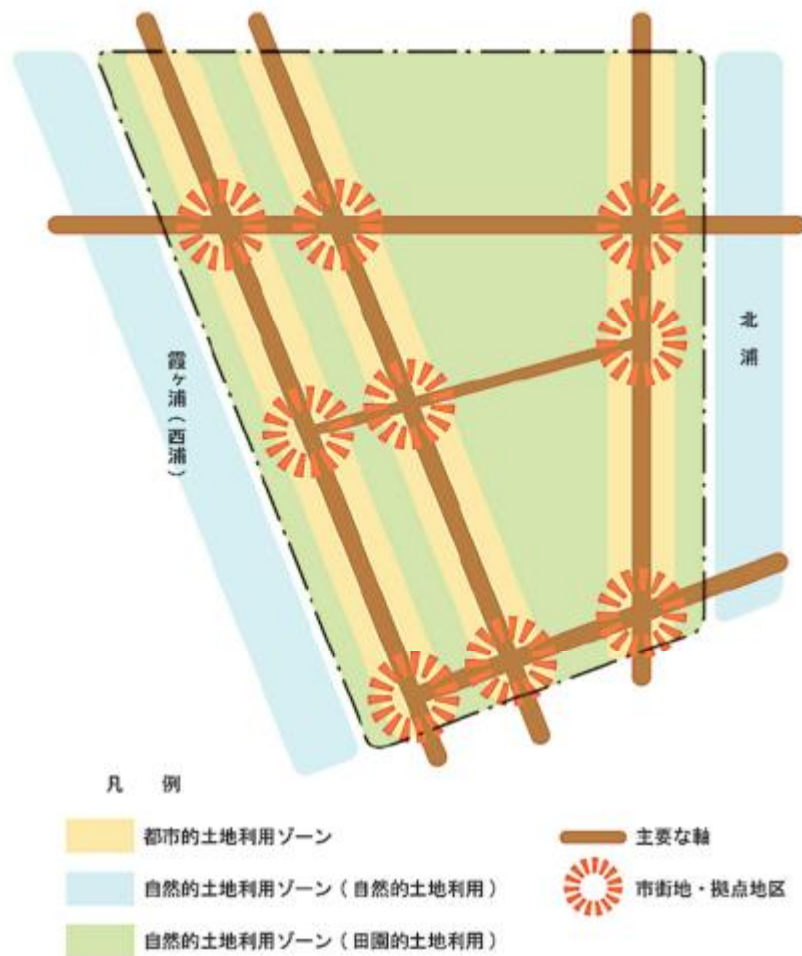 北浦
霞ヶ浦(西浦)
凡 例
都市的土地利用ゾーン
自然的土地利用ゾーン(自然的土地利用)
自然的土地利用ゾーン(田園的土地利用)
主要な軸
市街地・拠点地区